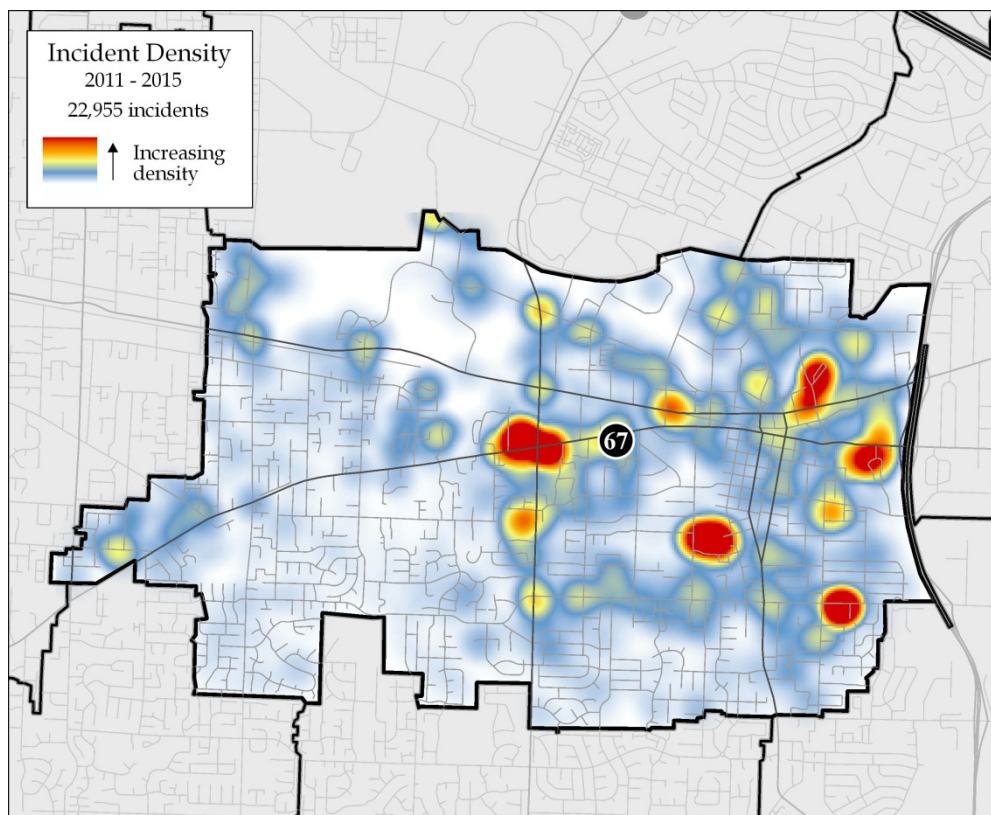 Incident Density
2011 - 2015
22,955 incidents
Increasing
density
67